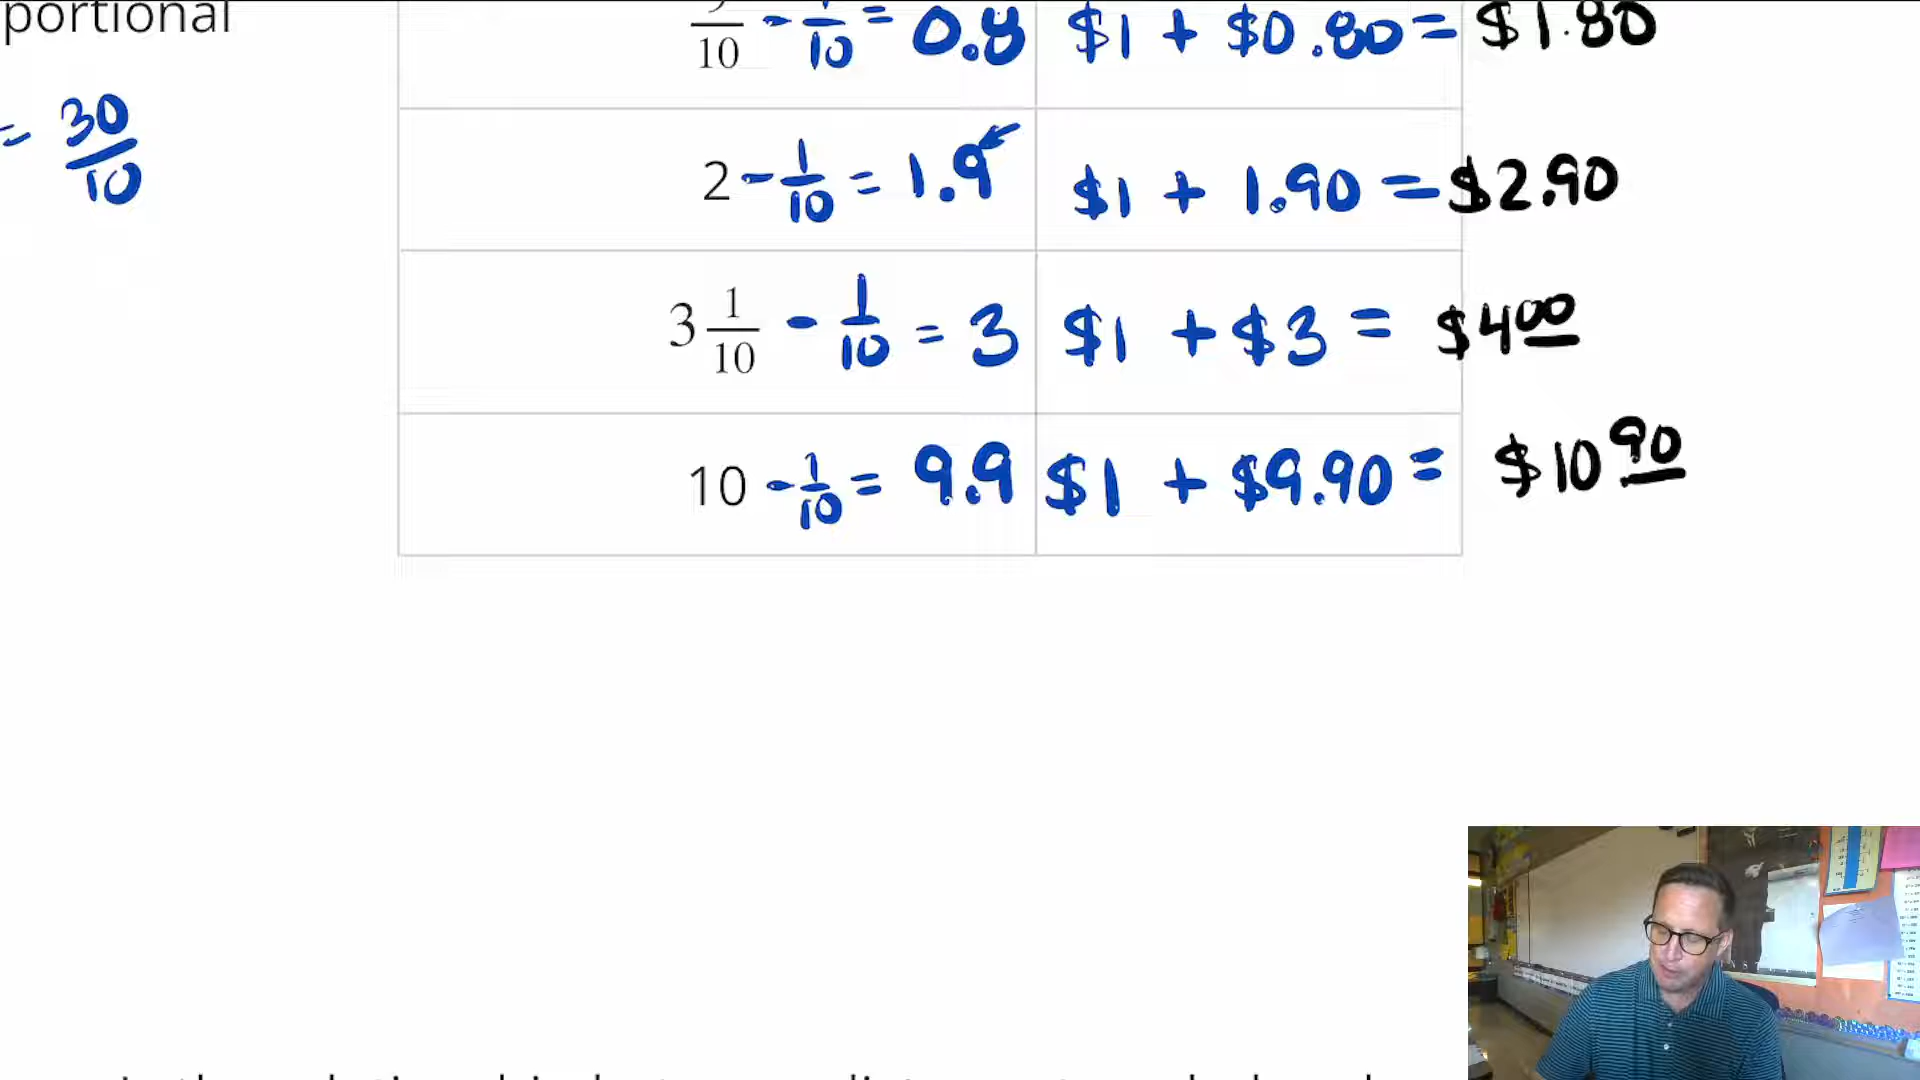 portional
= 30/10
9/10 - 1/10 = 0.8 $1 + $0.80 = $1.80
2 - 1/10 = 1.9 $1 + 1.90 = $2.90
3 1/10 - 1/10 = 3 $1 + $3 = $4 00
10 - 1/10 = 9.9 $1 + $9.90 = $10 90